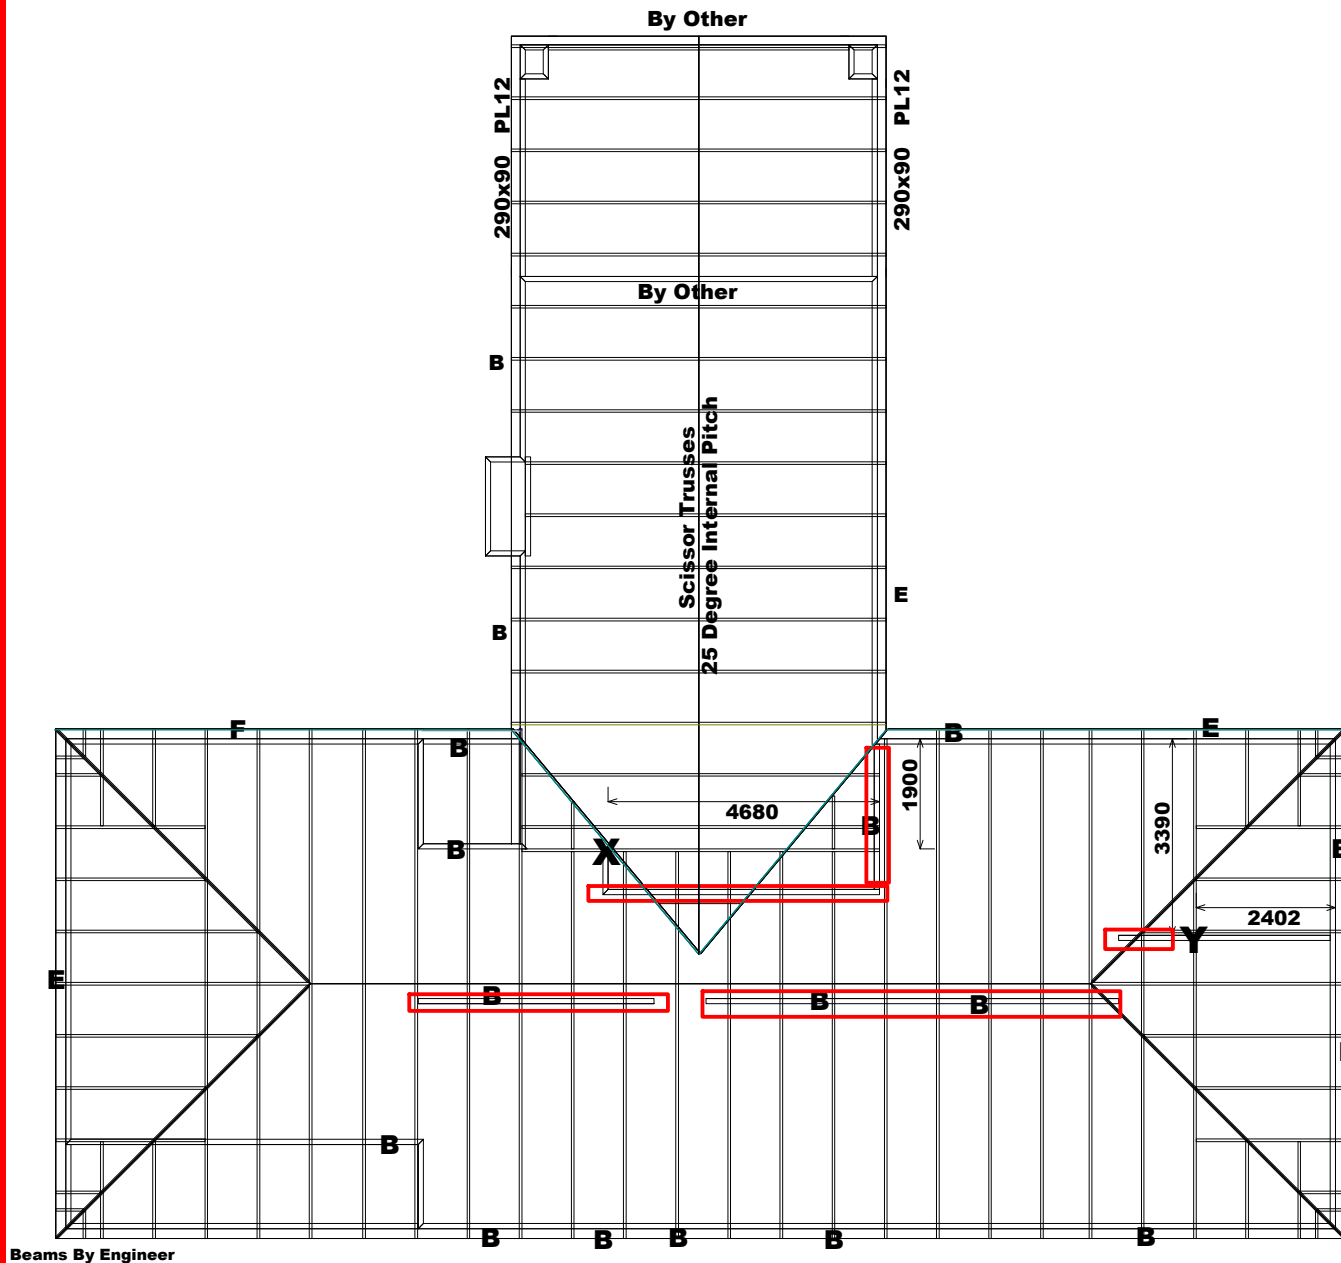 By Other
PL12
PL12
290x90
290x90
By Other
B
Scissor Trusses
25 Degree Internal Pitch
E
B
F
B
B
E
B
1900
3390
4680
B
B
X
2402
Y
E
B
B
B
B
B
B
B
B
B
Beams By Engineer